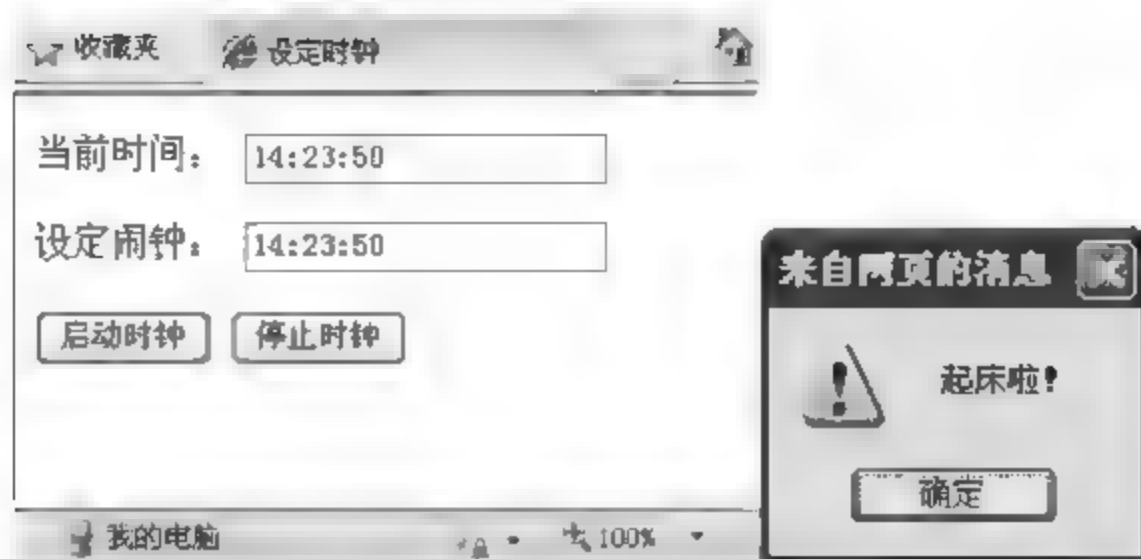 收藏夹 设定时钟
当前时间： 14:23:50
设定闹钟： 14:23:50
启动时钟 停止时钟
来自网页的消息
起床啦！
确定
我的电脑 100%